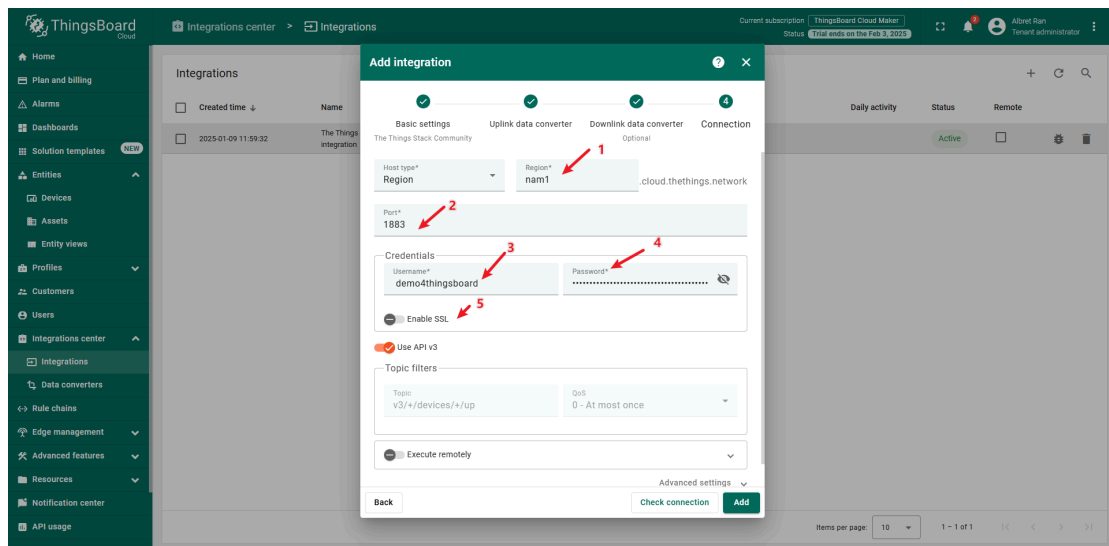 ThingsBoard
Cloud
Integrations center > Integrations
Current subscription ThingsBoard Cloud Maker
Status Trial ends on the Feb 3, 2025
Albret Ran
Tenant administrator
Home
Plan and billing
Alarms
Dashboards
Solution templates NEW
Entities
Devices
Assets
Entity views
Profiles
Customers
Users
Integrations center
Integrations
Data converters
Rule chains
Edge management
Advanced features
Resources
Notification center
API usage
Integrations
Created time Name Daily activity Status Remote
2025-01-09 11:59:32 The Things
integration
Active
Add integration
4
Basic settings Uplink data converter Downlink data converter Connection
The Things Stack Community Optional
1
Host type*
Region
Region*
nam1 .cloud.thethings.network
2
Port*
1883
3
4
Credentials
Username*
demo4thingsboard
Password*
5
Enable SSL
Use API v3
Topic filters
Topic
v3/+/devices/+/up
QoS
0 - At most once
Execute remotely
Advanced settings
Back Check connection Add
Items per page: 10 1 – 1 of 1